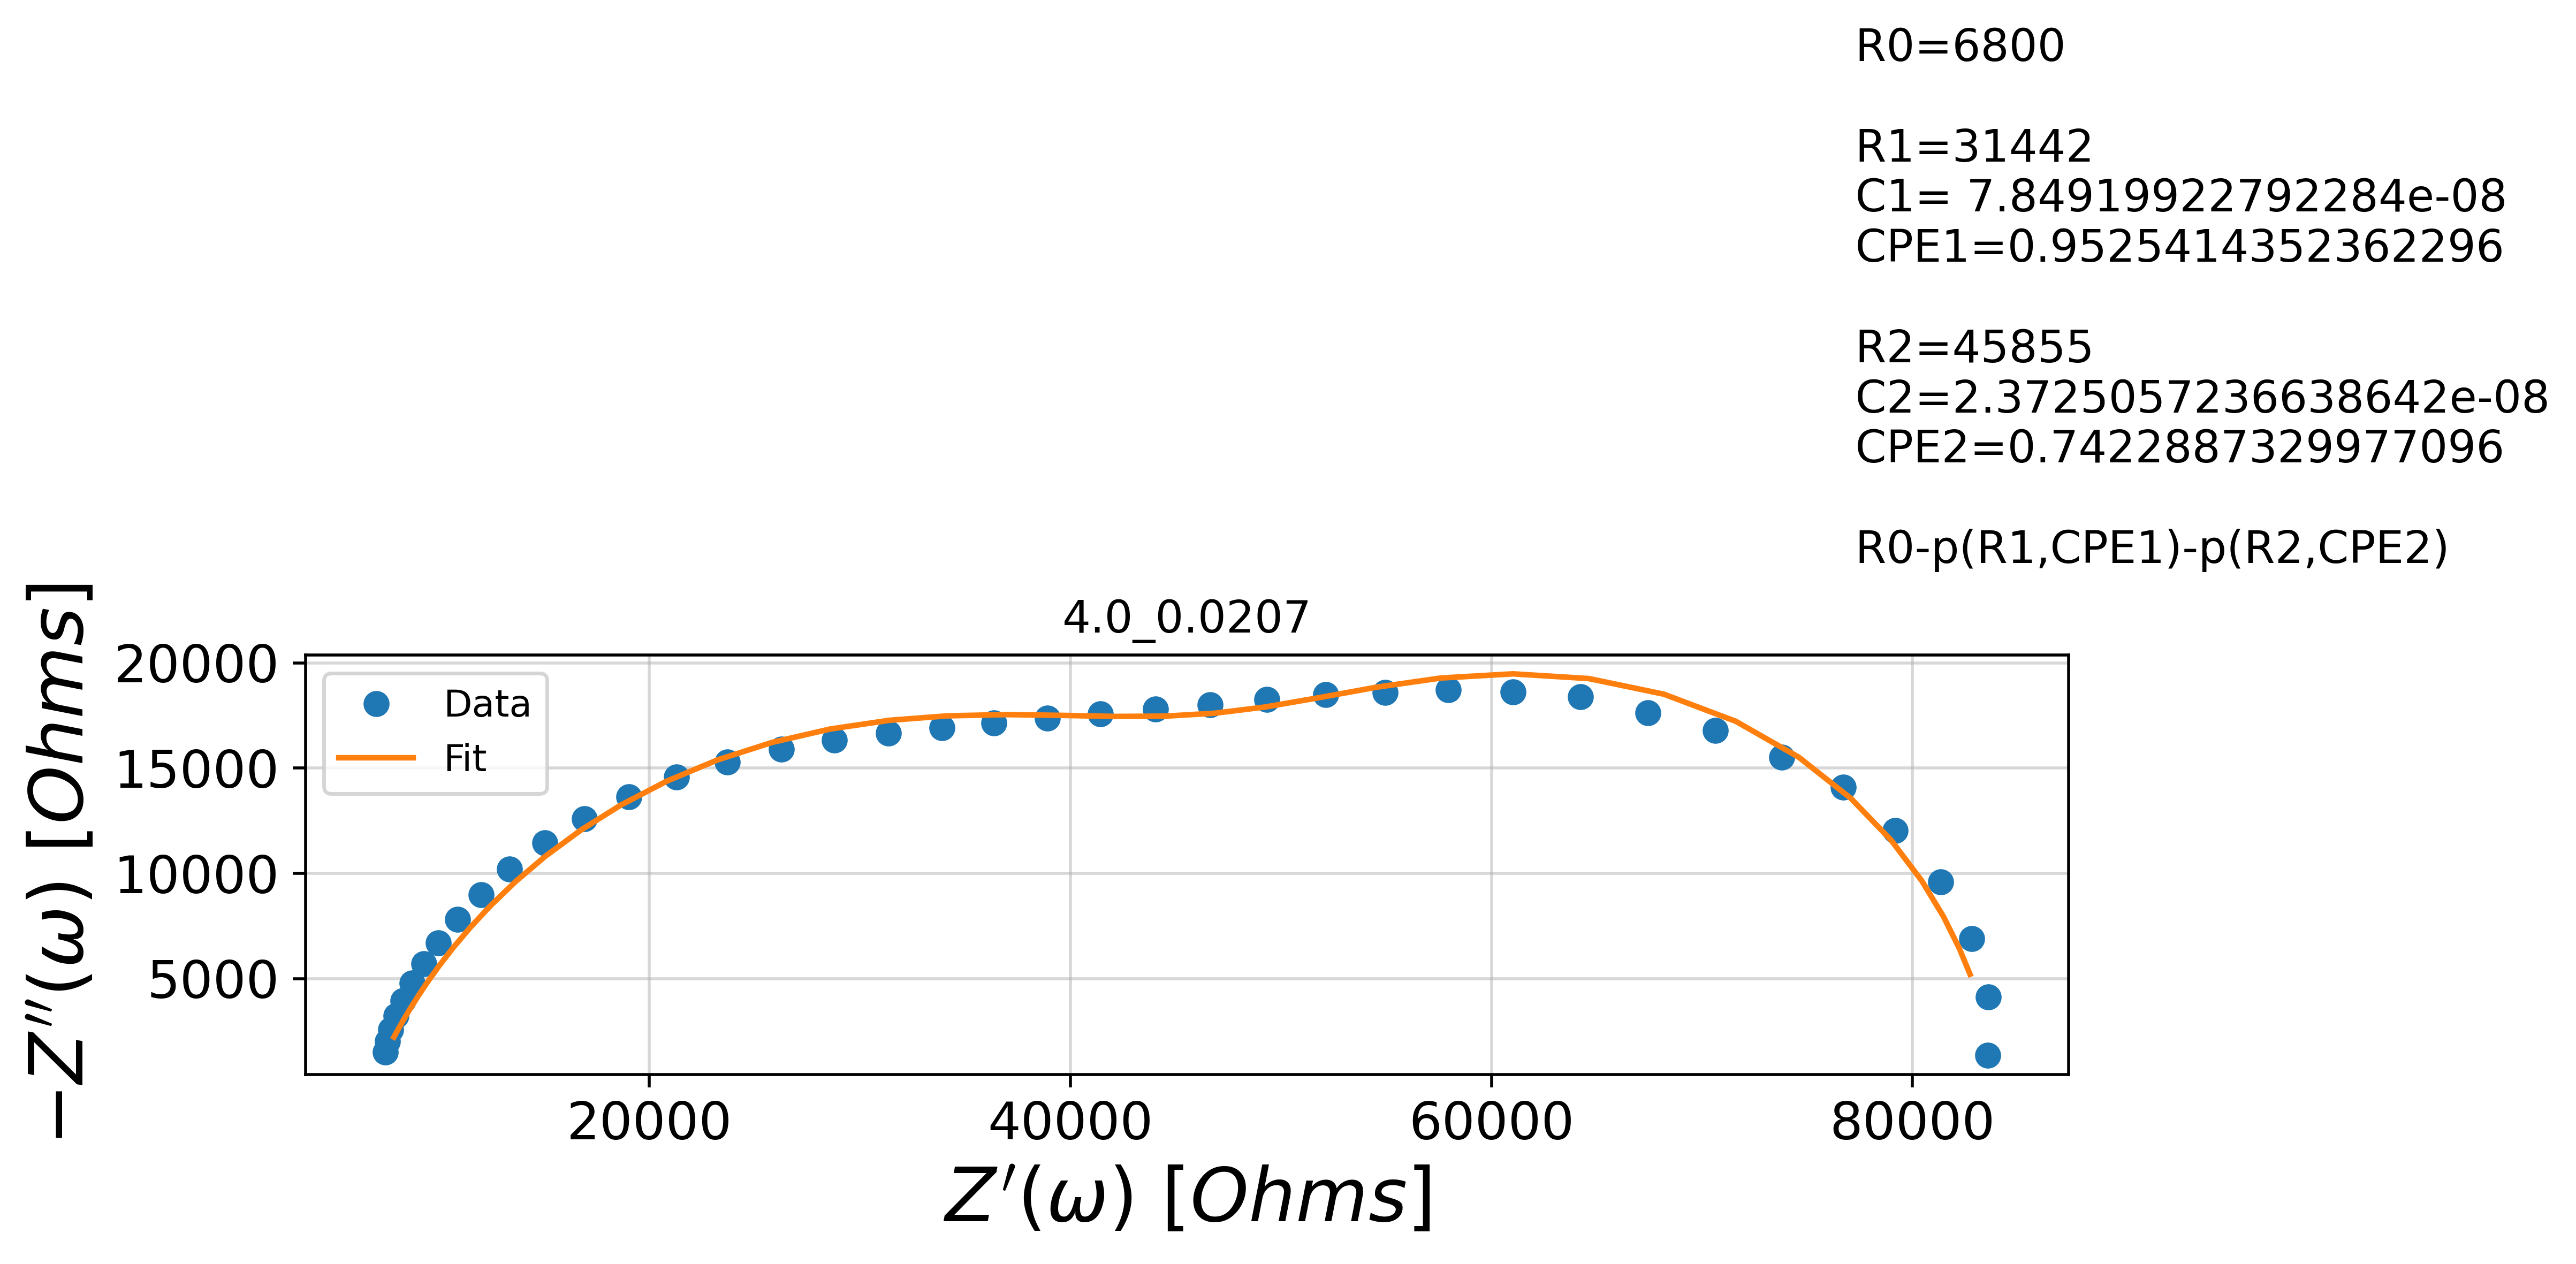 R0=6800
R1=31442
C1= 7.84919922792284e-08
CPE1=0.9525414352362296
R2=45855
C2=2.3725057236638642e-08
CPE2=0.7422887329977096
R0-p(R1,CPE1)-p(R2,CPE2)
4.0_0.0207
−Z′′(ω) [Ohms]
20000
15000
10000
5000
Data
Fit
20000 40000 60000 80000
Z′(ω) [Ohms]